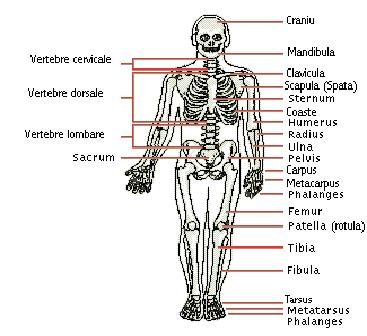 Craniu
Mandibula
Vertebre cervicale
Clavicula
Scapula (Spata)
Vertebre dorsale
Sternum
Coaste
Humerus
Vertebre lombare
Radius
Ulna
Sacrum
Pelvis
Carpus
Metacarpus
Phalanges
Femur
Patella (rotula)
Tibia
Fibula
Tarsus
Metatarsus
Phalanges